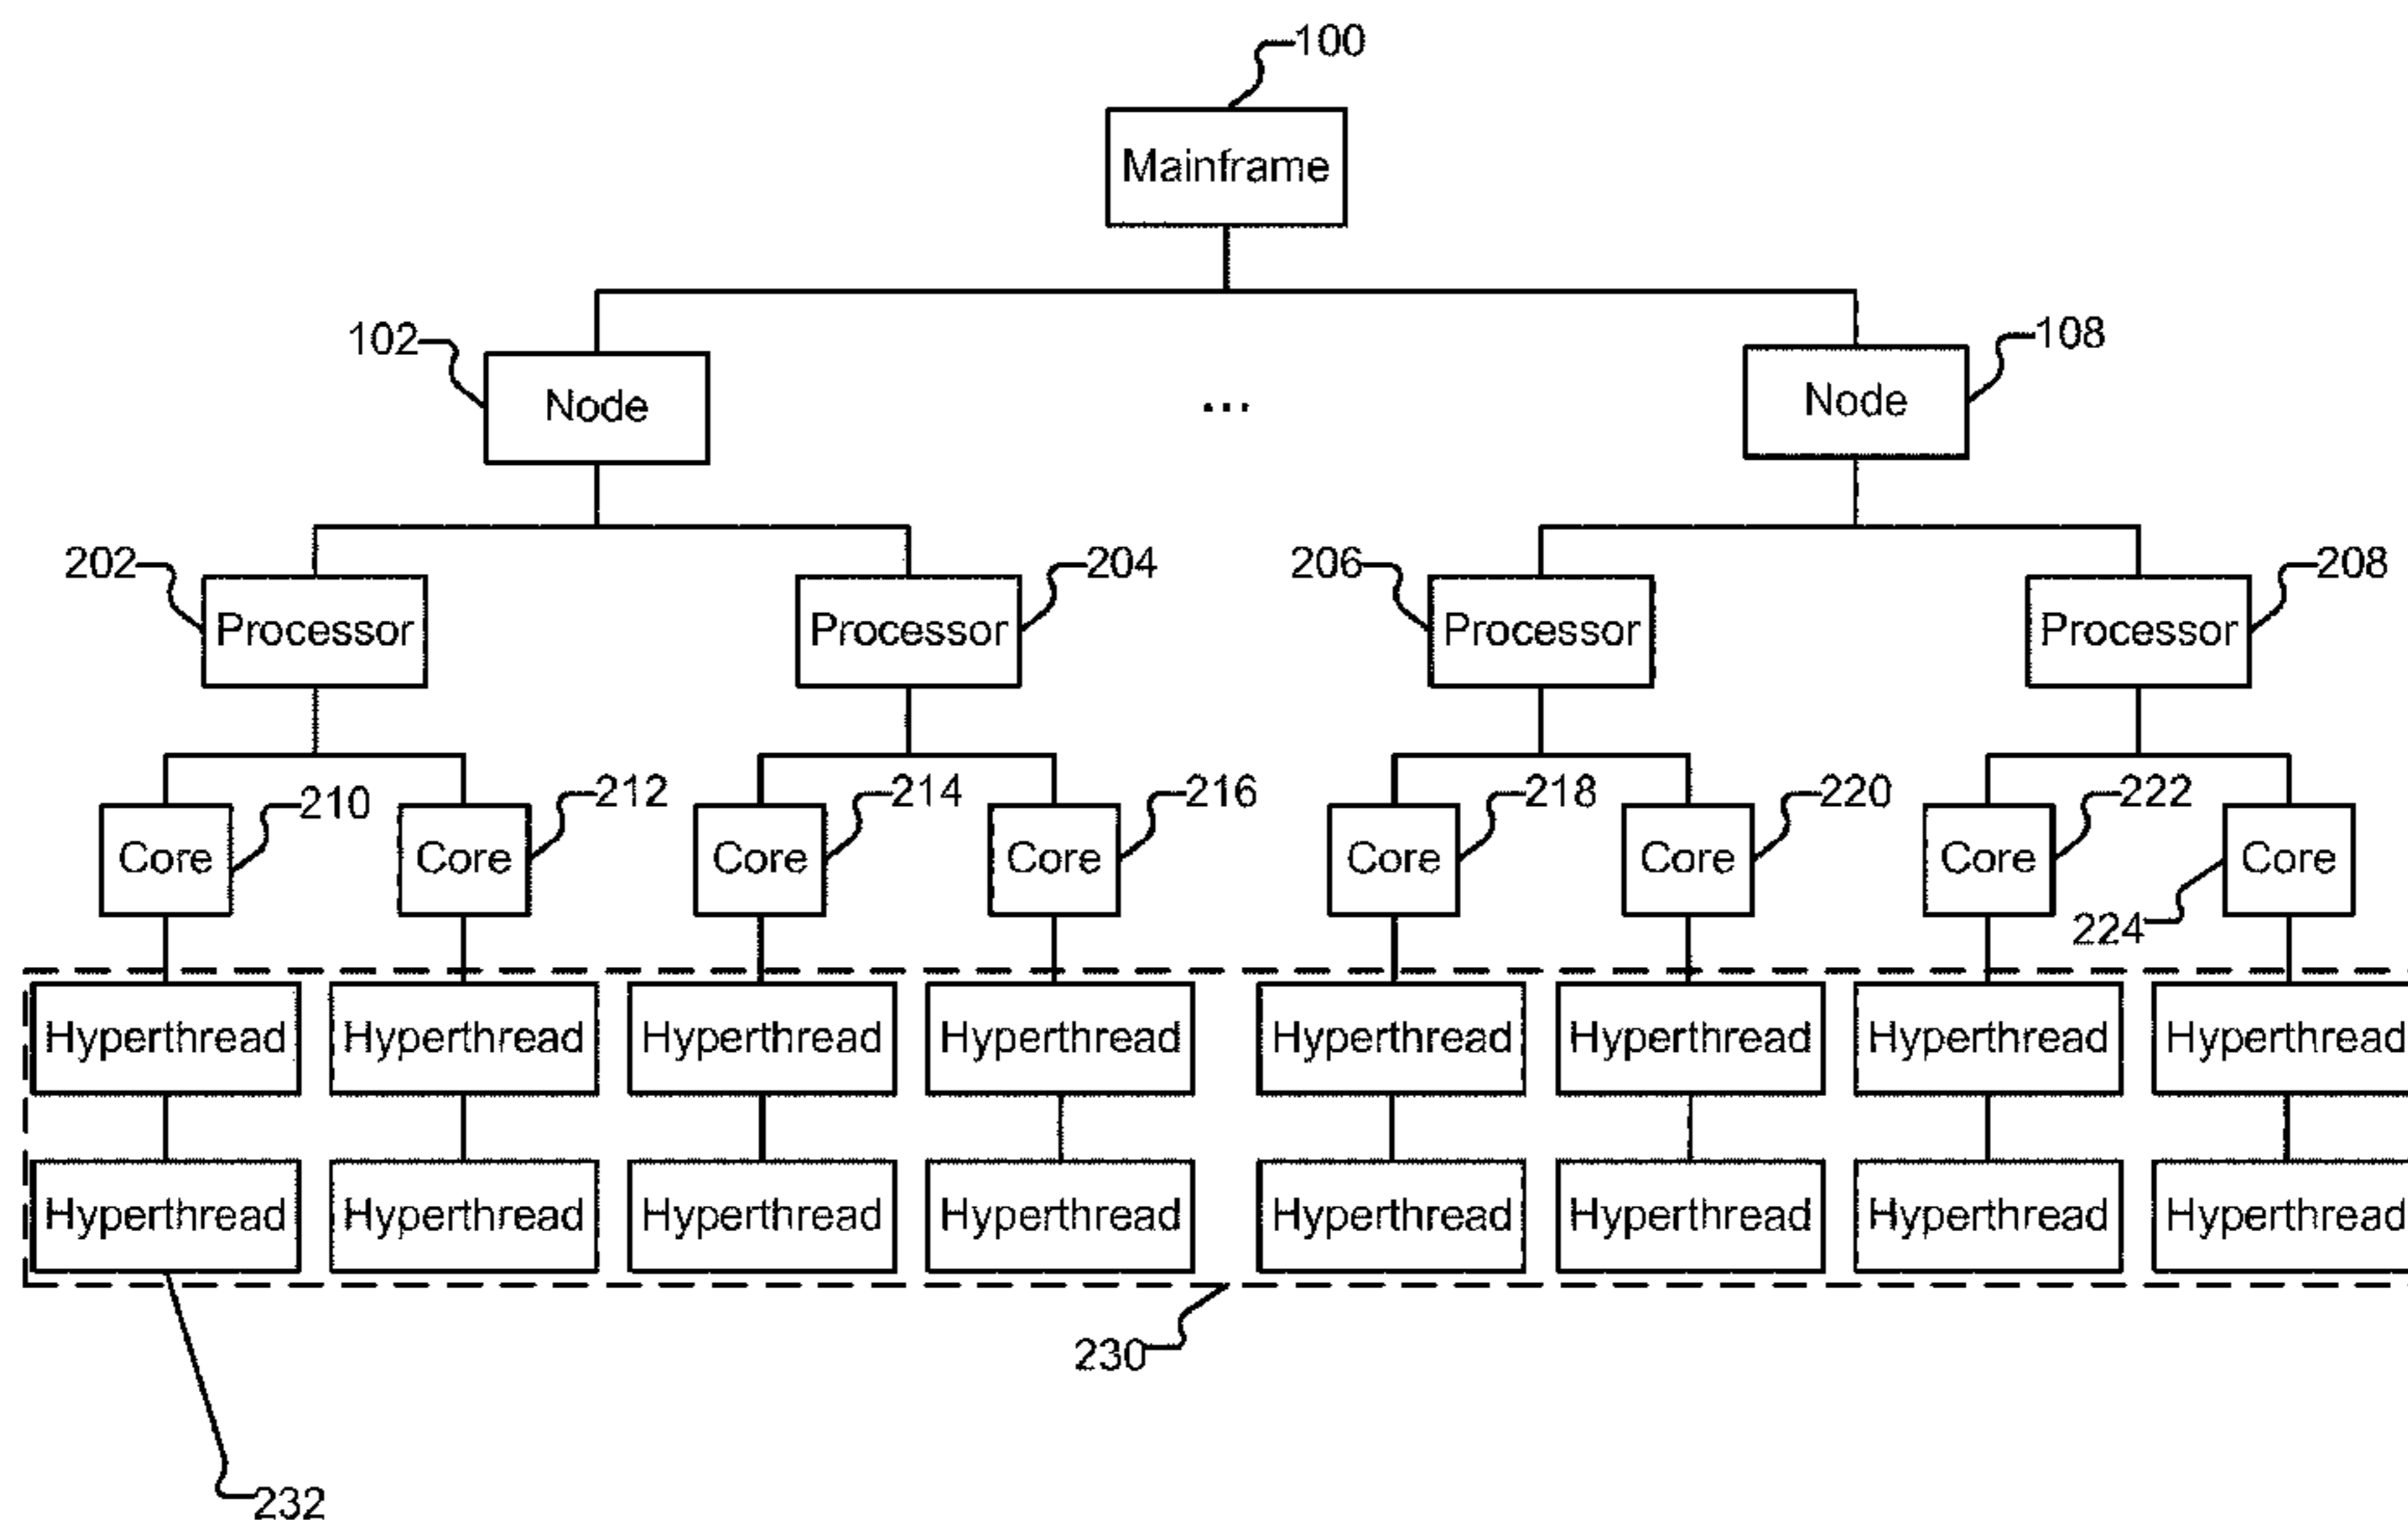 100
Mainframe
102 Node ... Node 108
202 Processor Processor 204 206 Processor Processor 208
210 212 214 216 218 220 222
Core Core Core Core Core Core Core Core
224
Hyperthread Hyperthread Hyperthread Hyperthread Hyperthread Hyperthread Hyperthread Hyperthread
Hyperthread Hyperthread Hyperthread Hyperthread Hyperthread Hyperthread Hyperthread Hyperthread
230
232